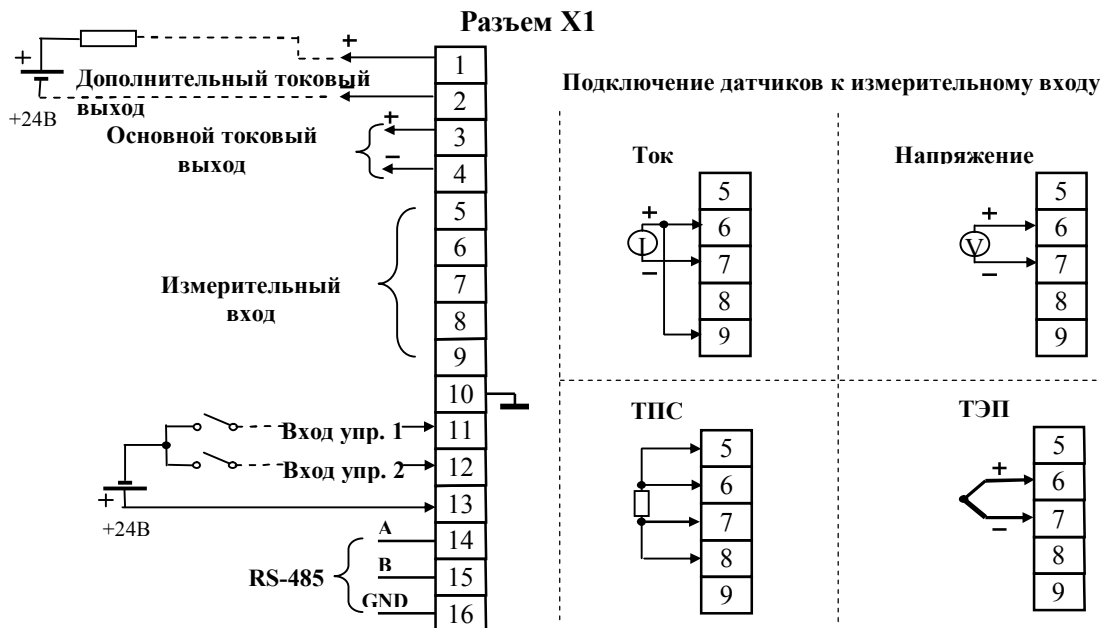 Разъем X1
+
+
1
Дополнительный токовый
выход
–
2
+24В
Основной токовый
выход
+
3
–
4
5
6
Измерительный
вход
7
8
9
10
Вход упр. 1
11
Вход упр. 2
12
+
+24В
13
RS-485
A
14
B
15
GND
16
Подключение датчиков к измерительному входу
Ток
+
I
–
5
6
7
8
9
Напряжение
+
V
–
5
6
7
8
9
ТПС
5
6
7
8
9
ТЭП
+
–
5
6
7
8
9